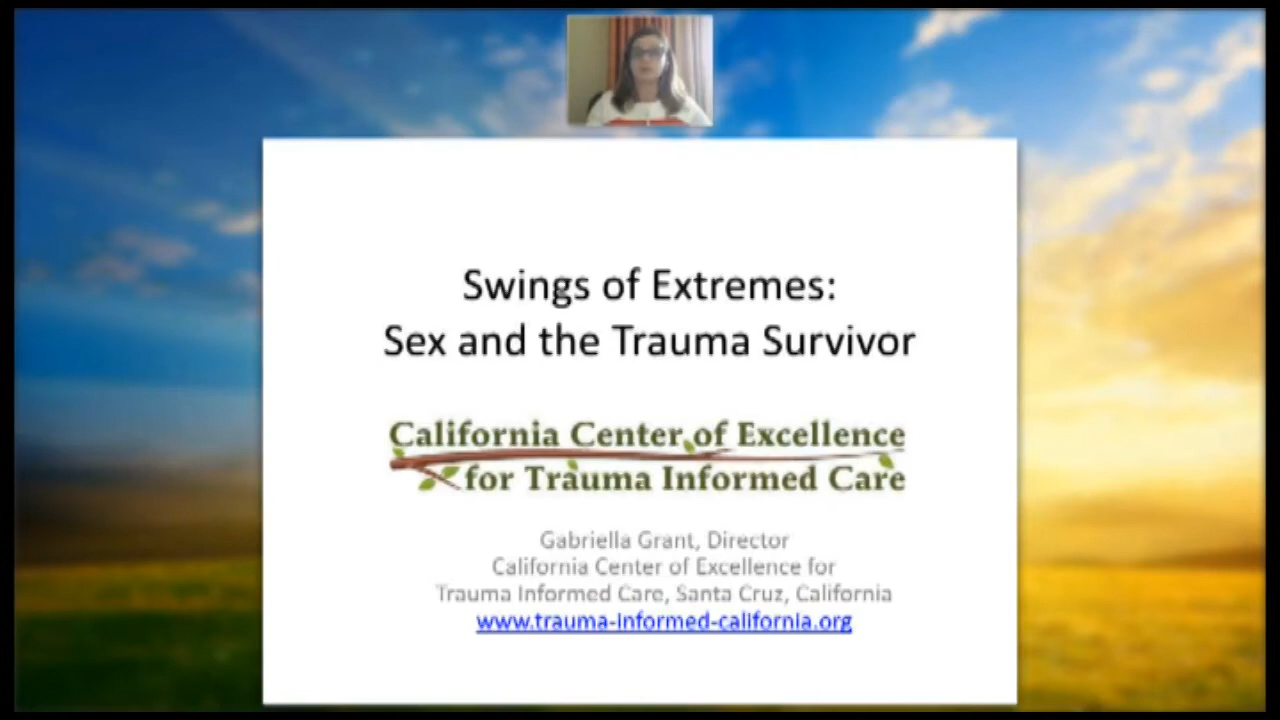 Swings of Extremes:
Sex and the Trauma Survivor
California Center of Excellence
for Trauma Informed Care
Gabriella Grant, Director
California Center of Excellence for
Trauma Informed Care, Santa Cruz, California
www.trauma-informed-california.org